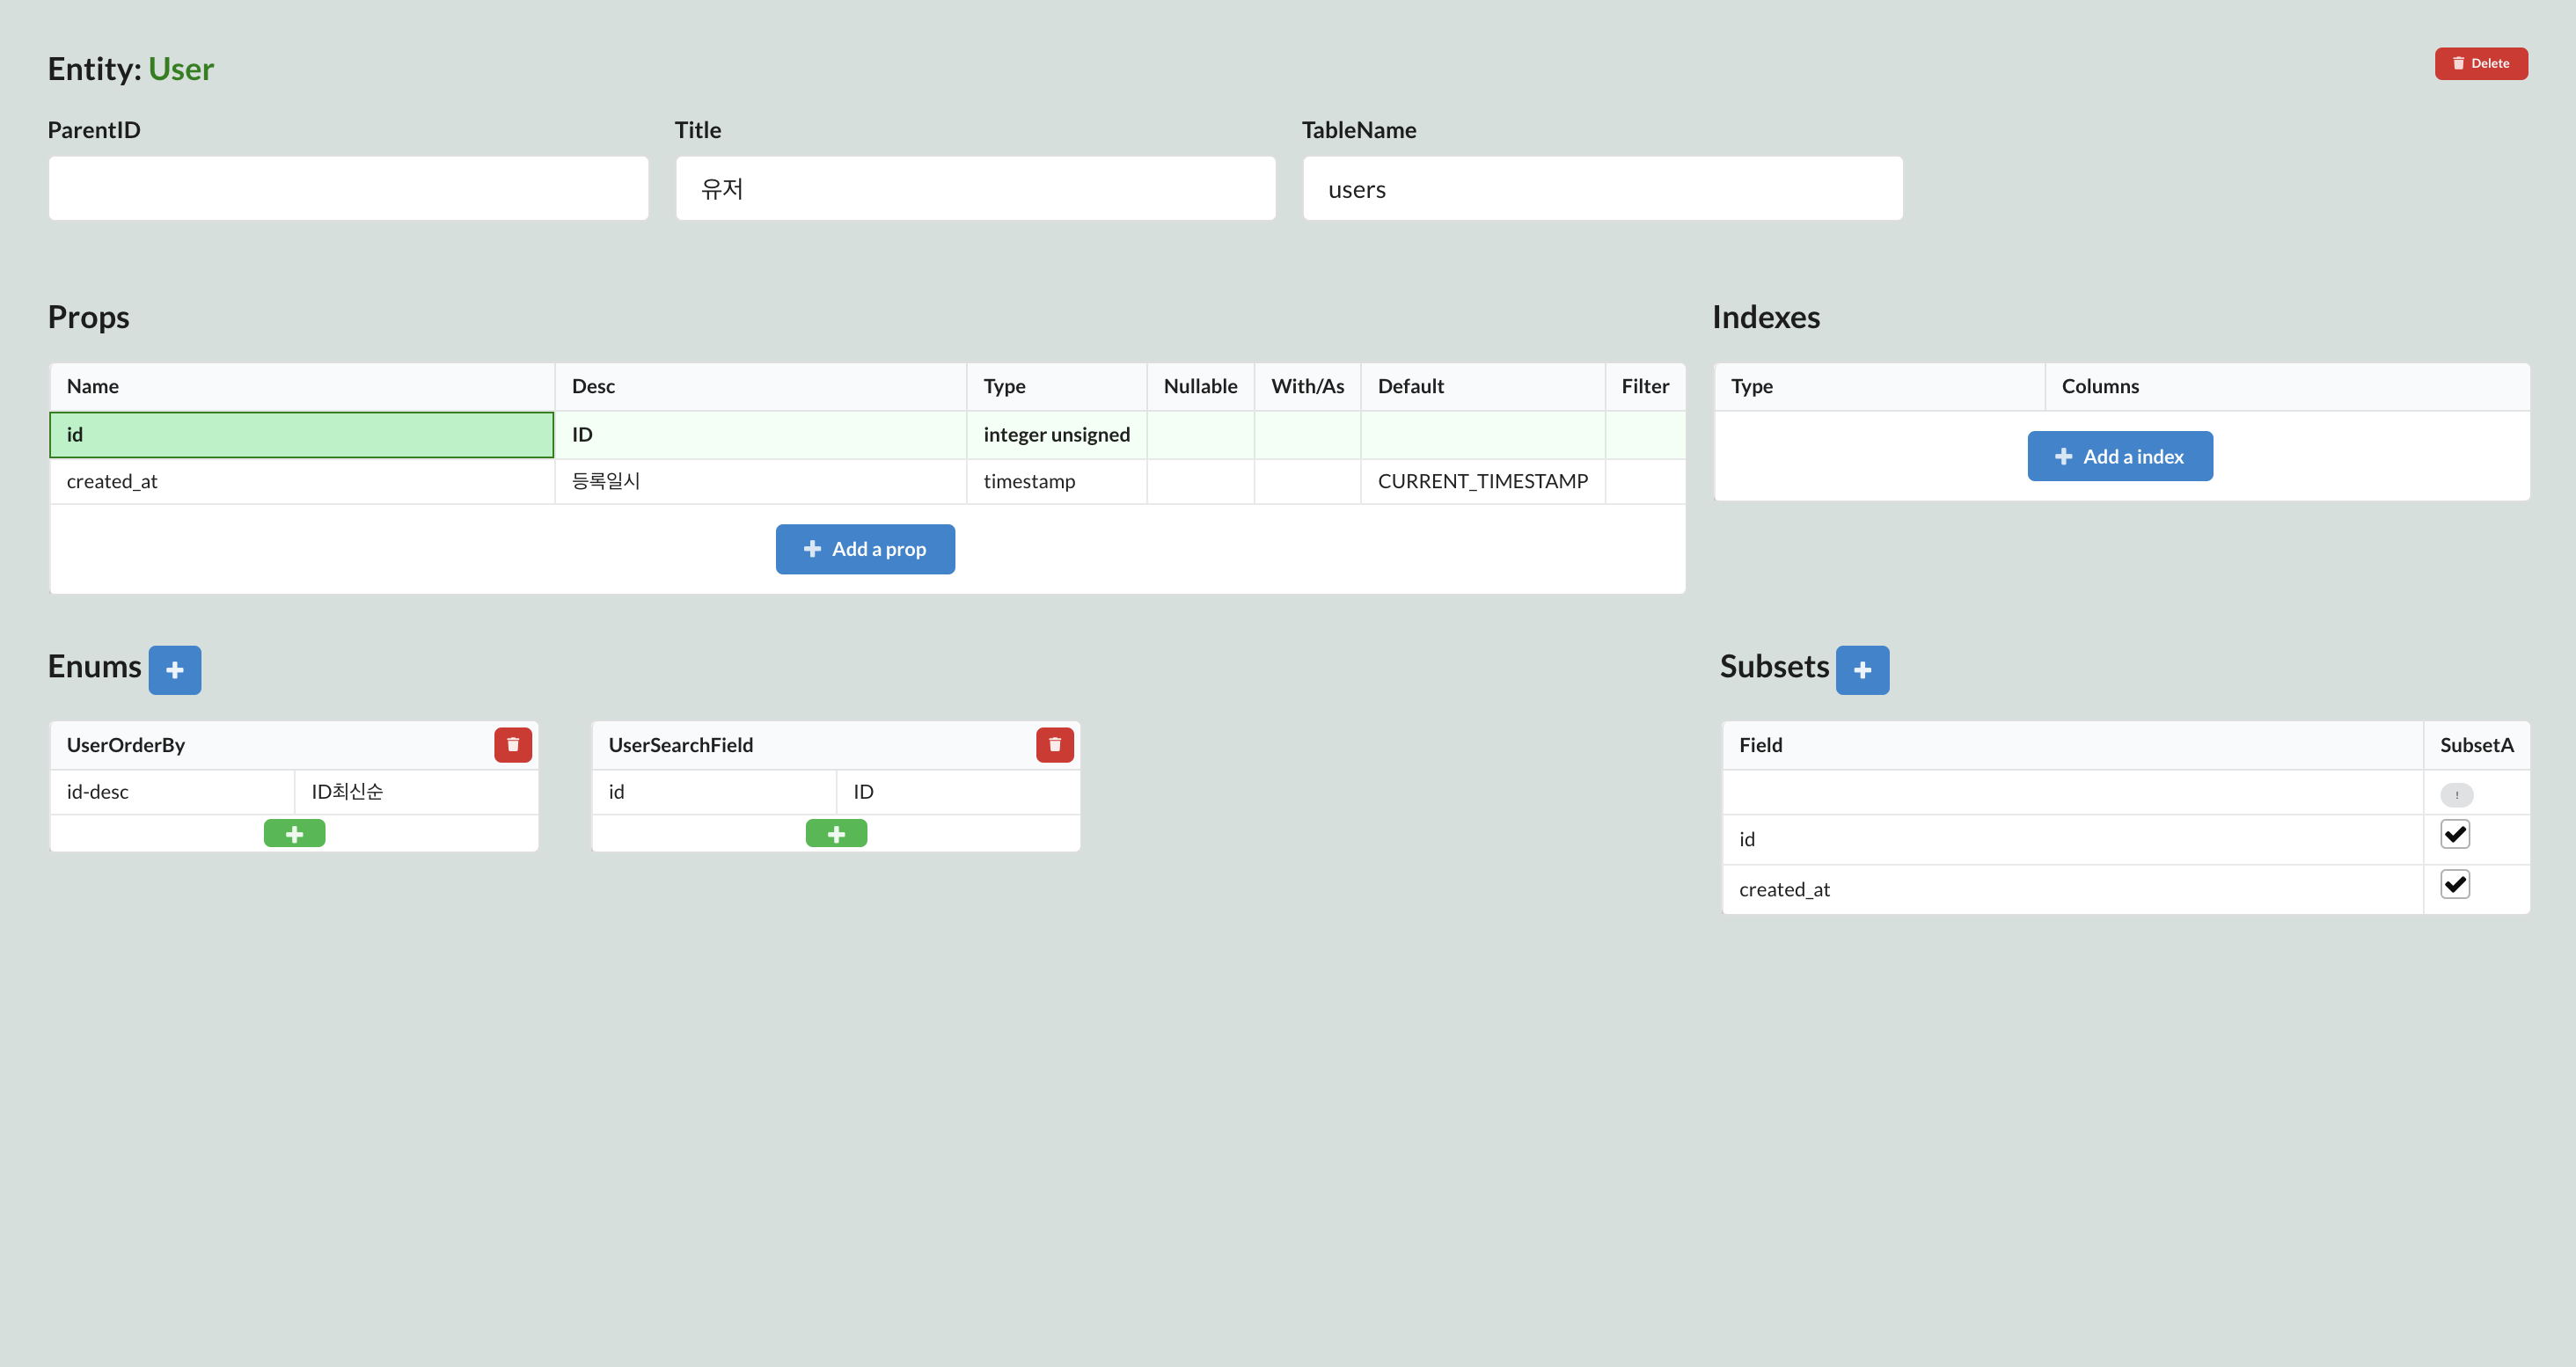 Entity: User
Delete
ParentID Title TableName
유저 users
Props
Name Desc Type Nullable With/As Default Filter
id ID integer unsigned
created_at 등록일시 timestamp CURRENT_TIMESTAMP
Add a prop
Indexes
Type Columns
Add a index
Enums
UserOrderBy
id-desc ID최신순
UserSearchField
id ID
Subsets
Field SubsetA
!
id
created_at